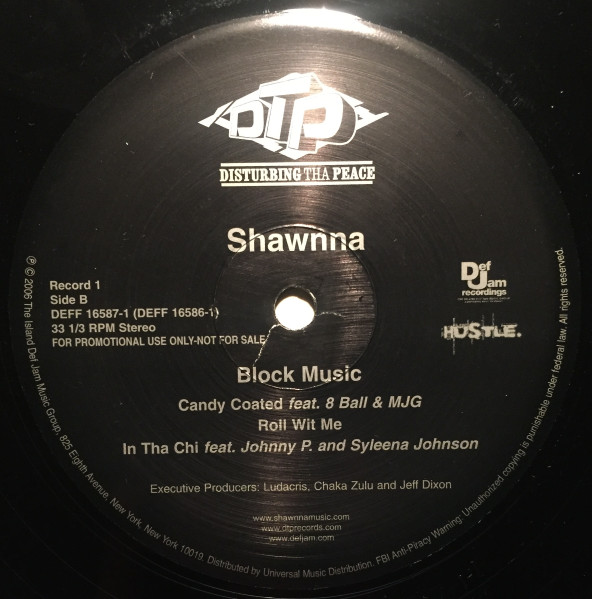 DTP
DISTURBING THA PEACE
Shawnna
Record 1
Side B
DEFF 16587-1 (DEFF 16586-1)
33 1/3 RPM Stereo
FOR PROMOTIONAL USE ONLY-NOT FOR SALE
Def
Jam
recordings
HUSTLE.
Block Music
Candy Coated feat. 8 Ball & MJG
Roll Wit Me
In Tha Chi feat. Johnny P. and Syleena Johnson
Executive Producers: Ludacris, Chaka Zulu and Jeff Dixon
www.shawnnamusic.com
www.dtprecords.com
www.defjam.com
℗ © 2006 The Island Def Jam Music Group, 825 Eighth Avenue, New York, New York 10019. Distributed by Universal Music Distribution. FBI Anti-Piracy Warning: Unauthorized copying is punishable under federal law. All rights reserved.